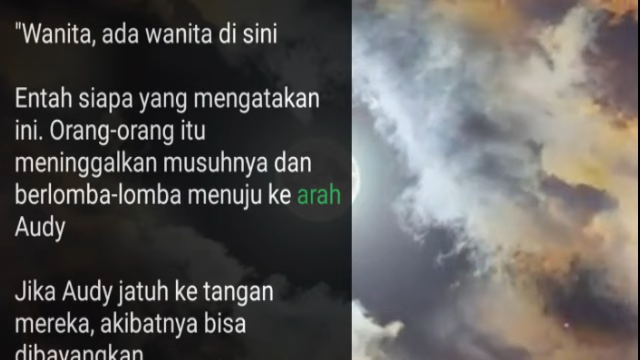 "Wanita, ada wanita di sini
Entah siapa yang mengatakan
ini. Orang-orang itu
meninggalkan musuhnya dan
berlomba-lomba menuju ke arah
Audy
Jika Audy jatuh ke tangan
mereka, akibatnya bisa
dibayangkan